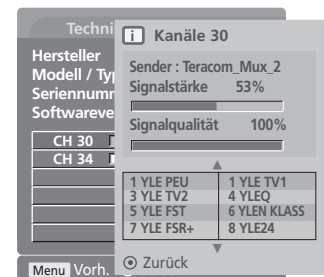 Techni
Hersteller
Modell / Ty
Seriennumr
Softwareve
CH 30
CH 34
i Kanäle 30
Sender : Teracom_Mux_2
Signalstärke 53%
Signalqualität 100%
1 YLE PEU 1 YLE TV1
3 YLE TV2 4 YLEQ
5 YLE FST 6 YLEN KLASS
7 YLE FSR+ 8 YLE24
Zurück
Menu Vorh.